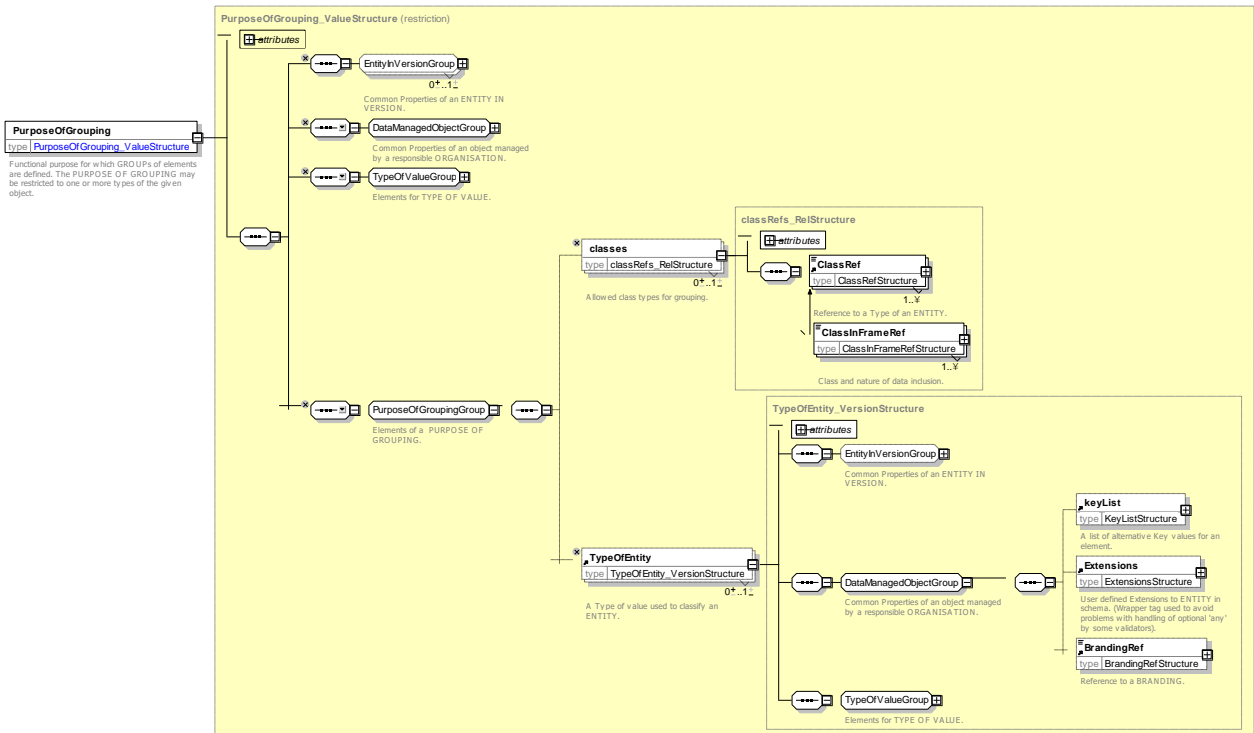 PurposeOfGrouping_ValueStructure (restriction)
attributes
EntityInVersionGroup
0..1
Common Properties of an ENTITY IN
VERSION.
PurposeOfGrouping
type PurposeOfGrouping_ValueStructure
Functional purpose for which GROUPs of elements
are defined. The PURPOSE OF GROUPING may
be restricted to one or more types of the given
object.
DataManagedObjectGroup
Common Properties of an object managed
by a responsible ORGANISATION.
TypeOfValueGroup
Elements for TYPE OF VALUE.
classes
type classRefs_RelStructure
0..1
Allowed class types for grouping.
classRefs_RelStructure
attributes
ClassRef
type ClassRefStructure
1..¥
Reference to a Type of an ENTITY.
ClassInFrameRef
type ClassInFrameRefStructure
1..¥
Class and nature of data inclusion.
PurposeOfGroupingGroup
Elements of a PURPOSE OF
GROUPING.
TypeOfEntity
type TypeOfEntity_VersionStructure
0..1
A Type of value used to classify an
ENTITY.
TypeOfEntity_VersionStructure
attributes
EntityInVersionGroup
Common Properties of an ENTITY IN
VERSION.
DataManagedObjectGroup
Common Properties of an object managed
by a responsible ORGANISATION.
keyList
type KeyListStructure
A list of alternative Key values for an
element.
Extensions
type ExtensionsStructure
User defined Extensions to ENTITY in
schema. (Wrapper tag used to avoid
problems with handling of optional 'any'
by some validators).
BrandingRef
type BrandingRefStructure
Reference to a BRANDING.
TypeOfValueGroup
Elements for TYPE OF VALUE.